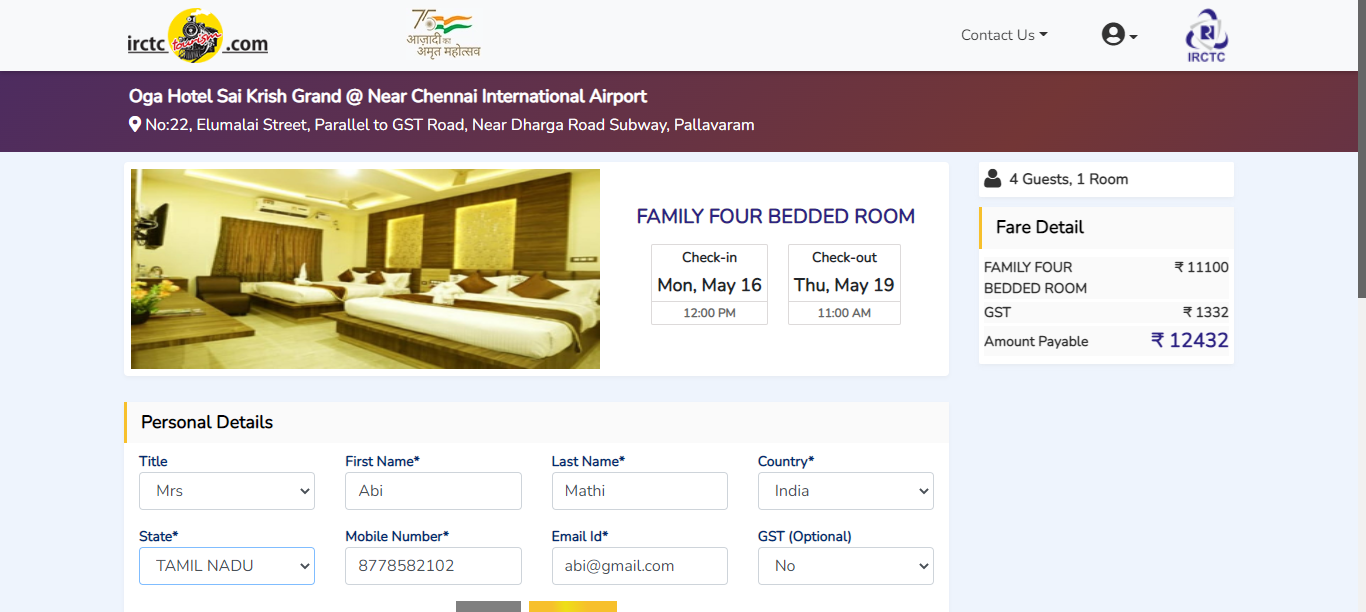 irctc tourism .com
75
आज़ादी का
अमृत महोत्सव
Contact Us
IRCTC
Oga Hotel Sai Krish Grand @ Near Chennai International Airport
No:22, Elumalai Street, Parallel to GST Road, Near Dharga Road Subway, Pallavaram
FAMILY FOUR BEDDED ROOM
Check-in
Mon, May 16
12:00 PM
Check-out
Thu, May 19
11:00 AM
4 Guests, 1 Room
Fare Detail
FAMILY FOUR BEDDED ROOM ₹ 11100
GST ₹ 1332
Amount Payable ₹ 12432
Personal Details
Title
Mrs
First Name*
Abi
Last Name*
Mathi
Country*
India
State*
TAMIL NADU
Mobile Number*
8778582102
Email Id*
abi@gmail.com
GST (Optional)
No